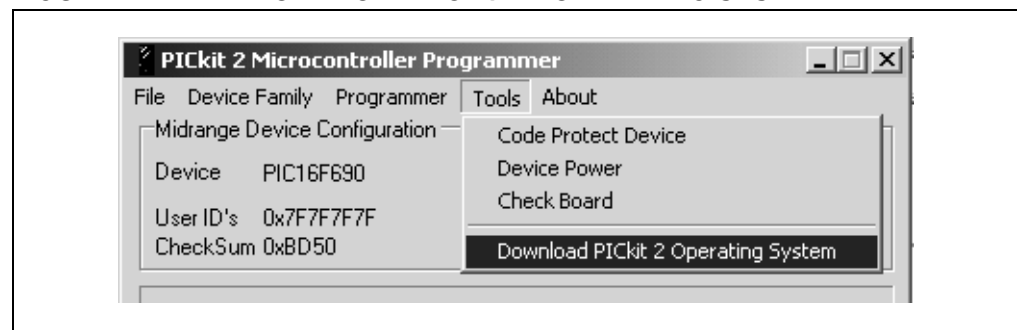 PICkit 2 Microcontroller Programmer
File Device Family Programmer Tools About
Midrange Device Configuration
Device PIC16F690
User ID's 0x7F7F7F7F
CheckSum 0xBD50
Code Protect Device
Device Power
Check Board
Download PICkit 2 Operating System